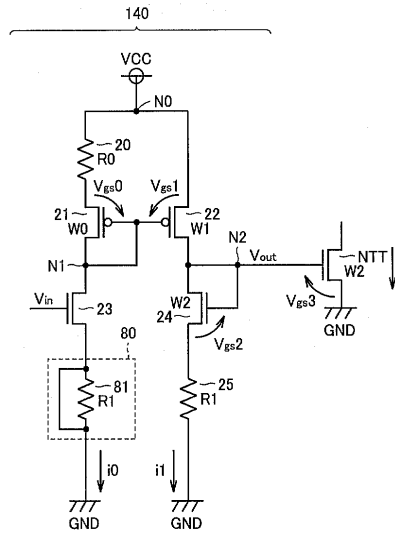 140
VCC
N0
20
R0
Vgs0
Vgs1
21
W0
22
W1
N1
N2
Vout
NTT
W2
Vgs3
GND
Vin
23
W2
24
Vgs2
80
81
R1
25
R1
i0
i1
GND
GND